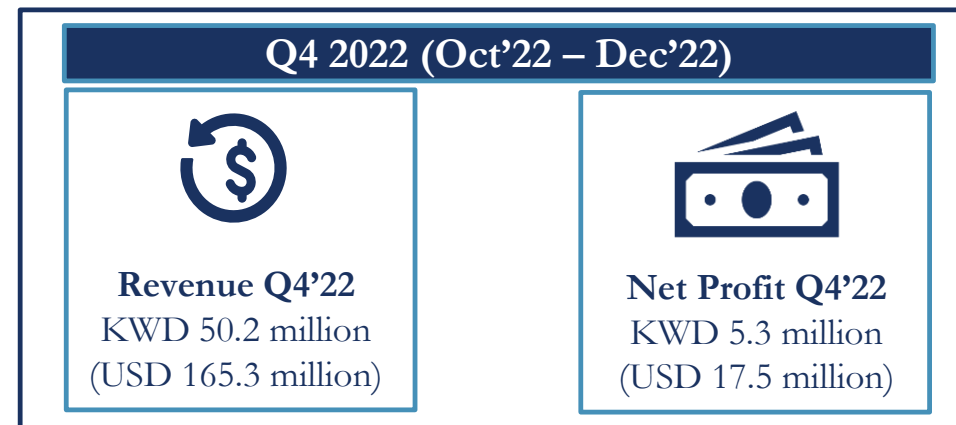 Q4 2022 (Oct’22 – Dec’22)
$
Revenue Q4’22
KWD 50.2 million
(USD 165.3 million)
Net Profit Q4’22
KWD 5.3 million
(USD 17.5 million)